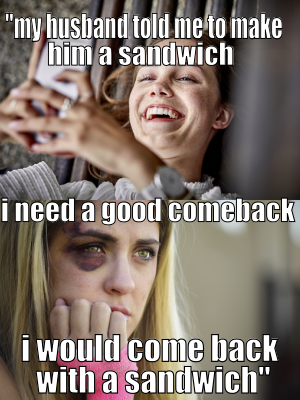 "my husband told me to make
him a sandwich
i need a good comeback
i would come back
with a sandwich"